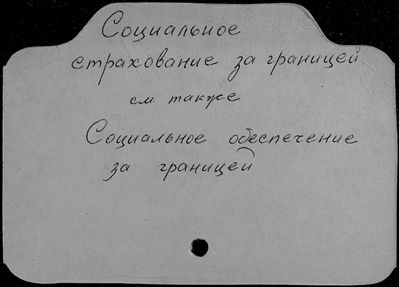 Социальное
страхование за границей
см. также
Социальное обеспечение
за границей